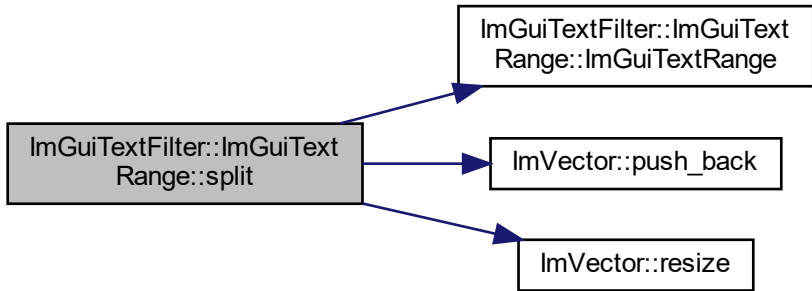 ImGuiTextFilter::ImGuiText
Range::split
ImGuiTextFilter::ImGuiText
Range::ImGuiTextRange
ImVector::push_back
ImVector::resize